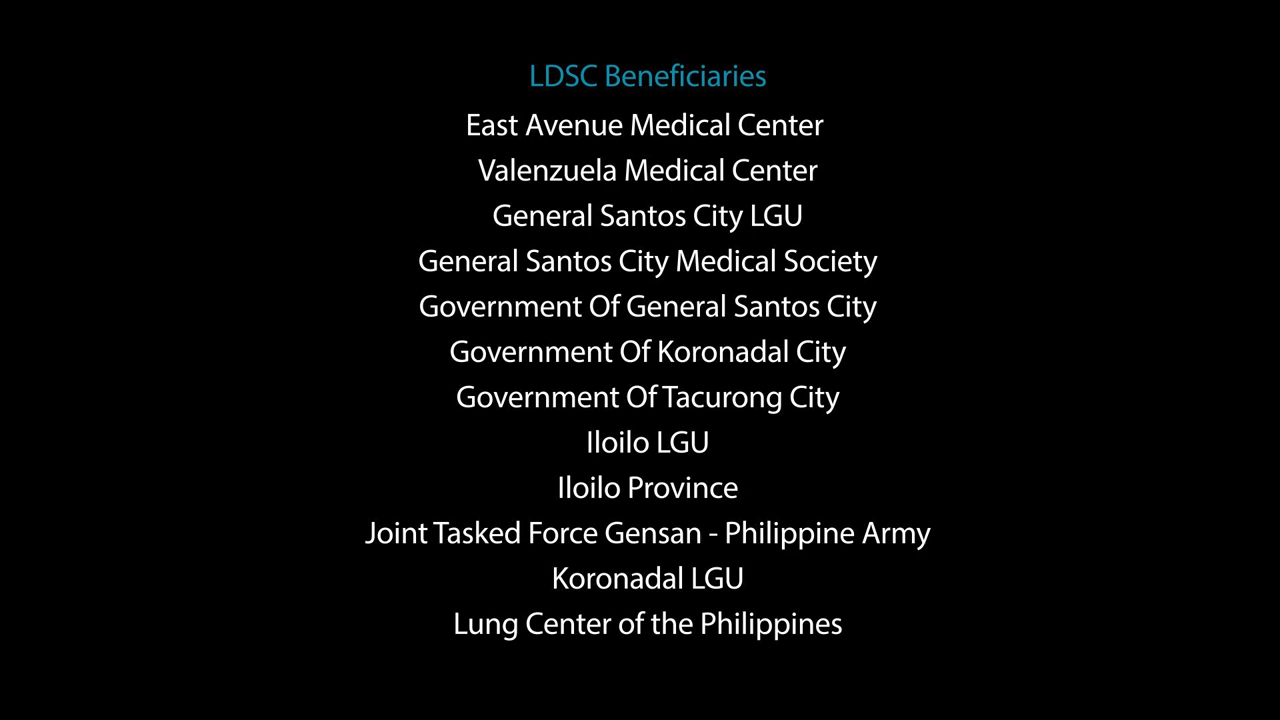 LDSC Beneficiaries
East Avenue Medical Center
Valenzuela Medical Center
General Santos City LGU
General Santos City Medical Society
Government Of General Santos City
Government Of Koronadal City
Government Of Tacurong City
Iloilo LGU
Iloilo Province
Joint Tasked Force Gensan - Philippine Army
Koronadal LGU
Lung Center of the Philippines